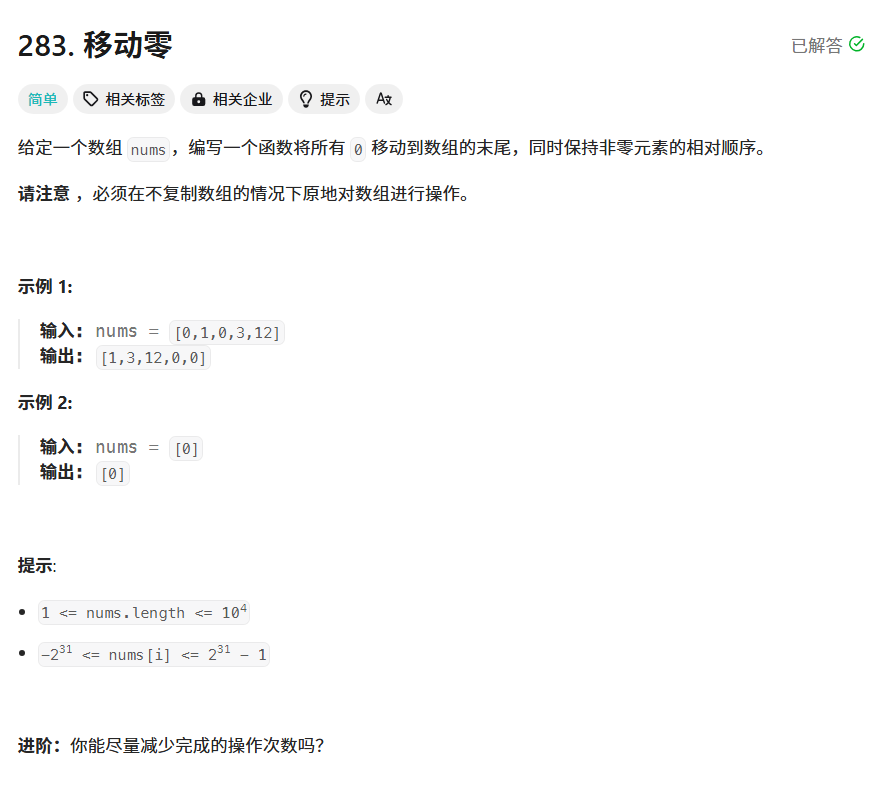 283. 移动零
已解答
简单 相关标签 相关企业 提示 A文
给定一个数组 nums，编写一个函数将所有 0 移动到数组的末尾，同时保持非零元素的相对顺序。
请注意 ，必须在不复制数组的情况下原地对数组进行操作。
示例 1:
输入: nums = [0,1,0,3,12]
输出: [1,3,12,0,0]
示例 2:
输入: nums = [0]
输出: [0]
提示:
1 <= nums.length <= 10⁴
−2³¹ <= nums[i] <= 2³¹ − 1
进阶：你能尽量减少完成的操作次数吗？